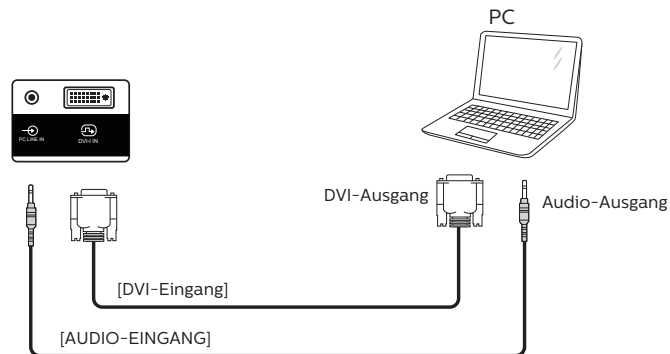 PC
PC LINE IN
DVI-I IN
DVI-Ausgang
Audio-Ausgang
[DVI-Eingang]
[AUDIO-EINGANG]